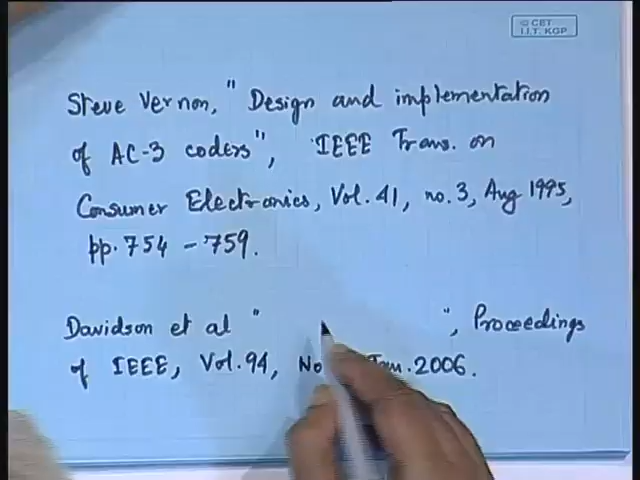 © CET
I.I.T. KGP
Steve Vernon, "Design and implementation
of AC-3 coders", IEEE Trans. on
Consumer Electronics, Vol. 41, no. 3, Aug 1995,
pp. 754 - 759.
Davidson et al " ", Proceedings
of IEEE, Vol. 94, No Jan. 2006.